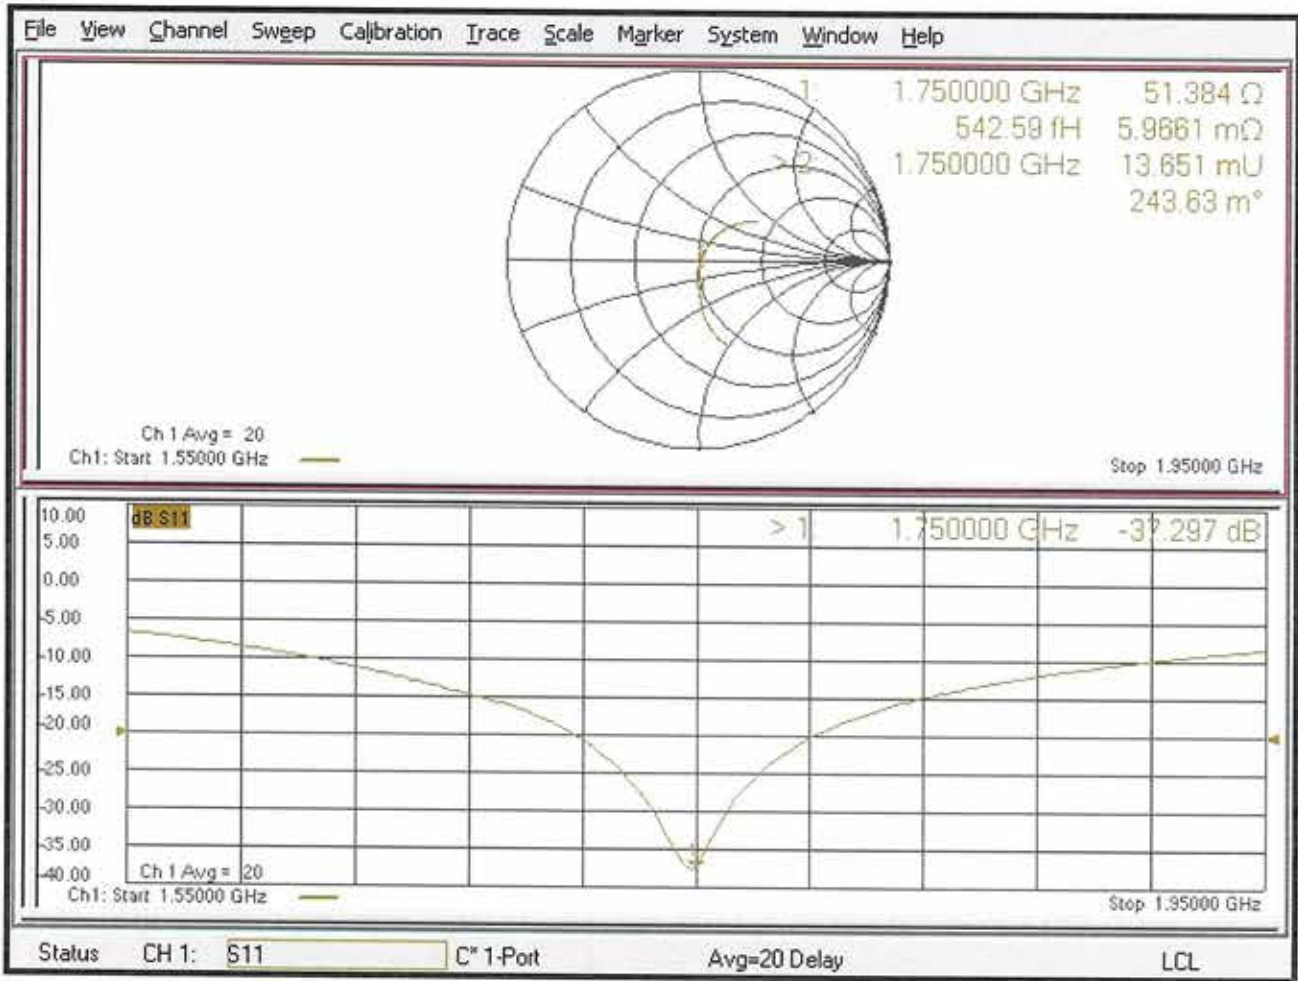 File View Channel Sweep Calibration Trace Scale Marker System Window Help
1: 1.750000 GHz 51.384 Ω
542.59 fH 5.9661 mΩ
> 2: 1.750000 GHz 13.651 mU
243.63 m°
Ch 1 Avg = 20
Ch1: Start 1.55000 GHz Stop 1.95000 GHz
10.00 dB S11 > 1: 1.750000 GHz -37.297 dB
5.00
0.00
-5.00
-10.00
-15.00
-20.00
-25.00
-30.00
-35.00
-40.00 Ch 1 Avg = 20
Ch1: Start 1.55000 GHz Stop 1.95000 GHz
Status CH 1: S11 C* 1-Port Avg=20 Delay LCL